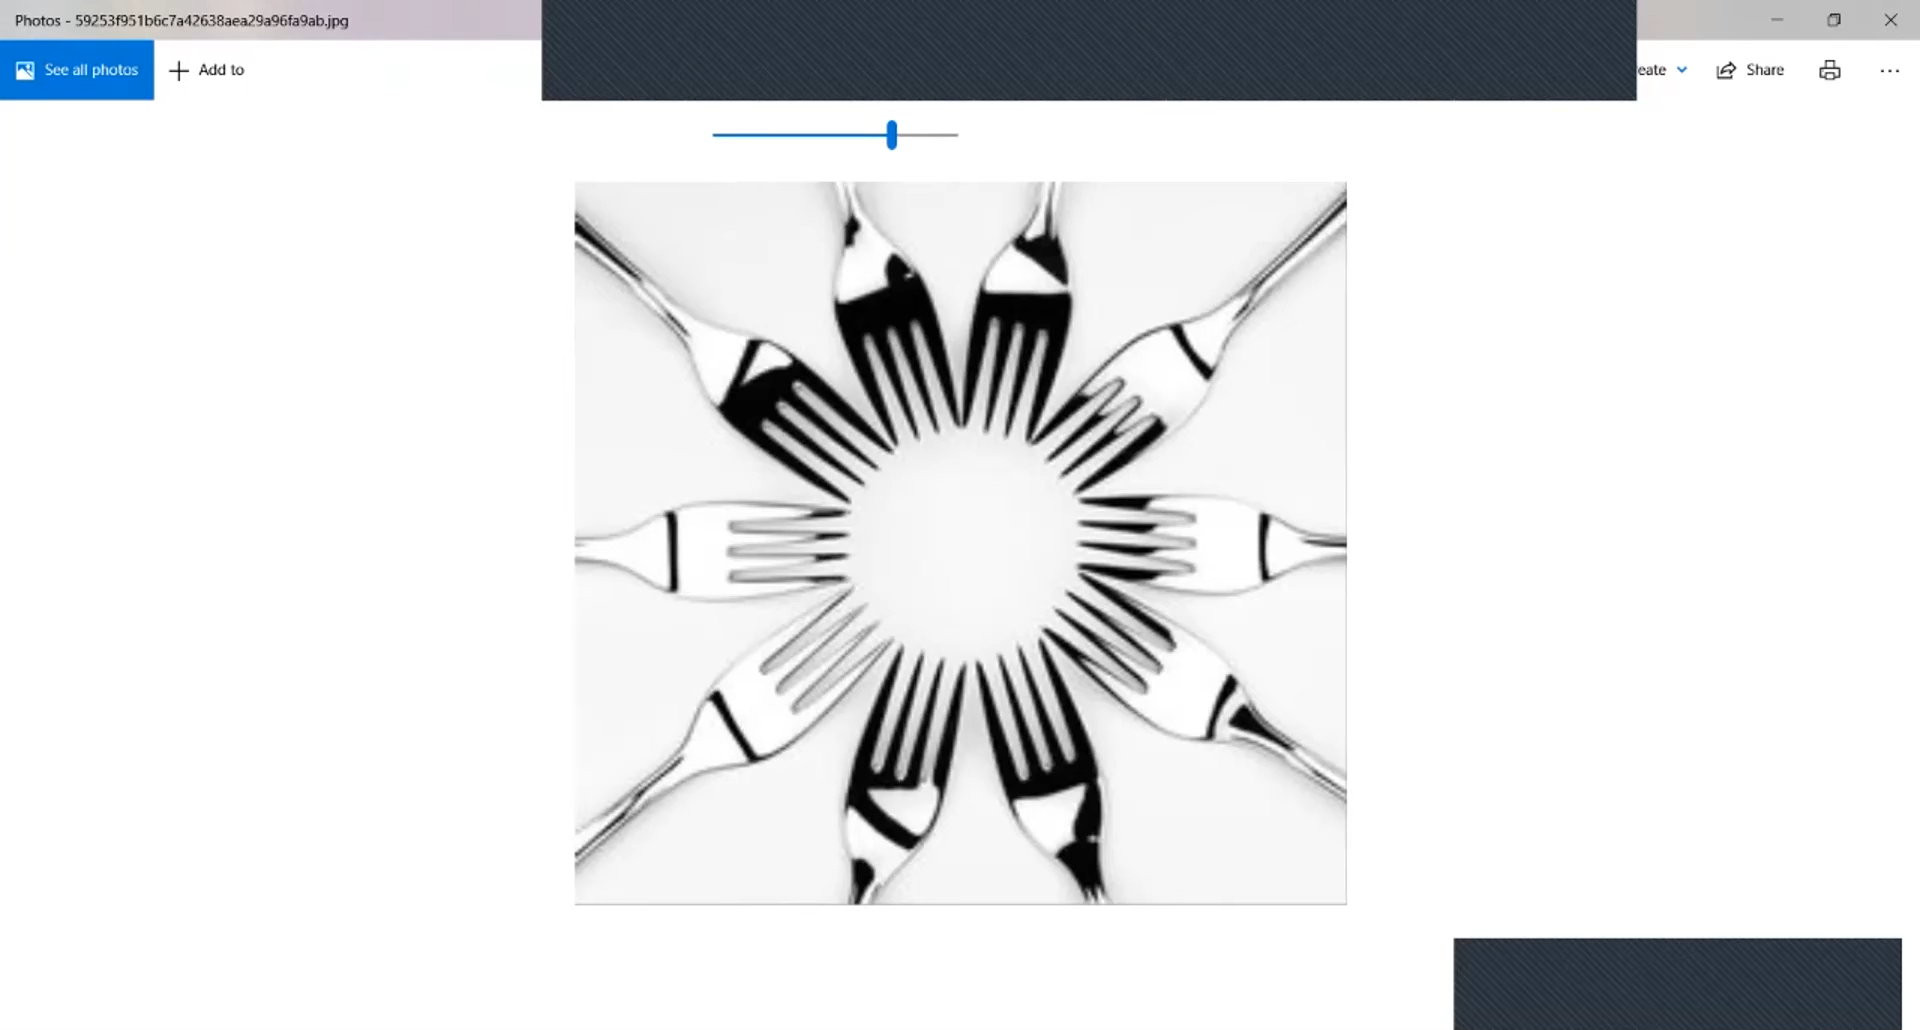 Photos - 59253f951b6c7a42638aea29a96fa9ab.jpg
See all photos
Add to
eate
Share